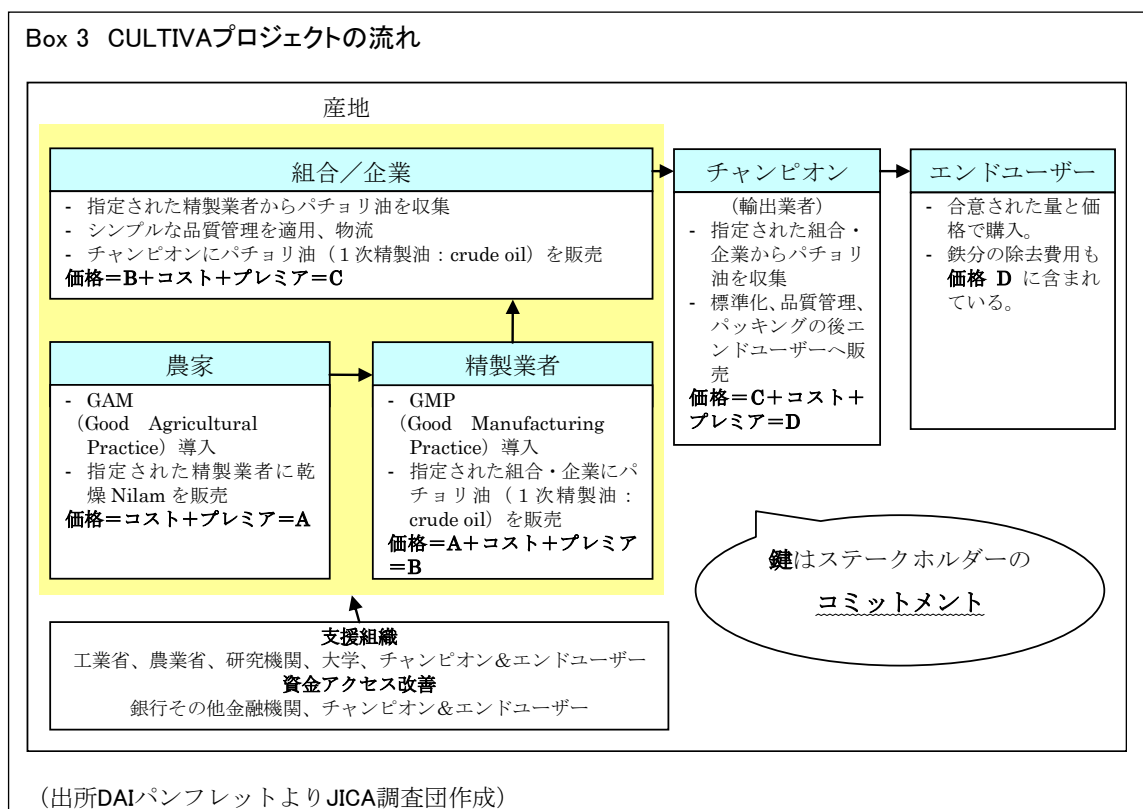 Box 3 CULTIVAプロジェクトの流れ
産地
組合／企業
- 指定された精製業者からパチョリ油を収集
- シンプルな品質管理を適用、物流
- チャンピオンにパチョリ油（１次精製油：crude oil）を販売
価格＝B＋コスト＋プレミア＝C
チャンピオン
（輸出業者）
- 指定された組合・
企業からパチョリ
油を収集
- 標準化、品質管理、
パッキングの後エ
ンドユーザーへ販
売
価格＝C＋コスト＋
プレミア＝D
エンドユーザー
- 合意された量と価
格で購入。
- 鉄分の除去費用も
価格 D に含まれ
ている。
農家
- GAM
（Good Agricultural
Practice）導入
- 指定された精製業者に乾
燥 Nilam を販売
価格＝コスト＋プレミア＝A
精製業者
- GMP
（Good Manufacturing
Practice）導入
- 指定された組合・企業にパ
チョリ油（１次精製油：
crude oil）を販売
価格＝A＋コスト＋プレミア
＝B
鍵はステークホルダーの
コミットメント
支援組織
工業省、農業省、研究機関、大学、チャンピオン＆エンドユーザー
資金アクセス改善
銀行その他金融機関、チャンピオン＆エンドユーザー
（出所DAIパンフレットよりJICA調査団作成）